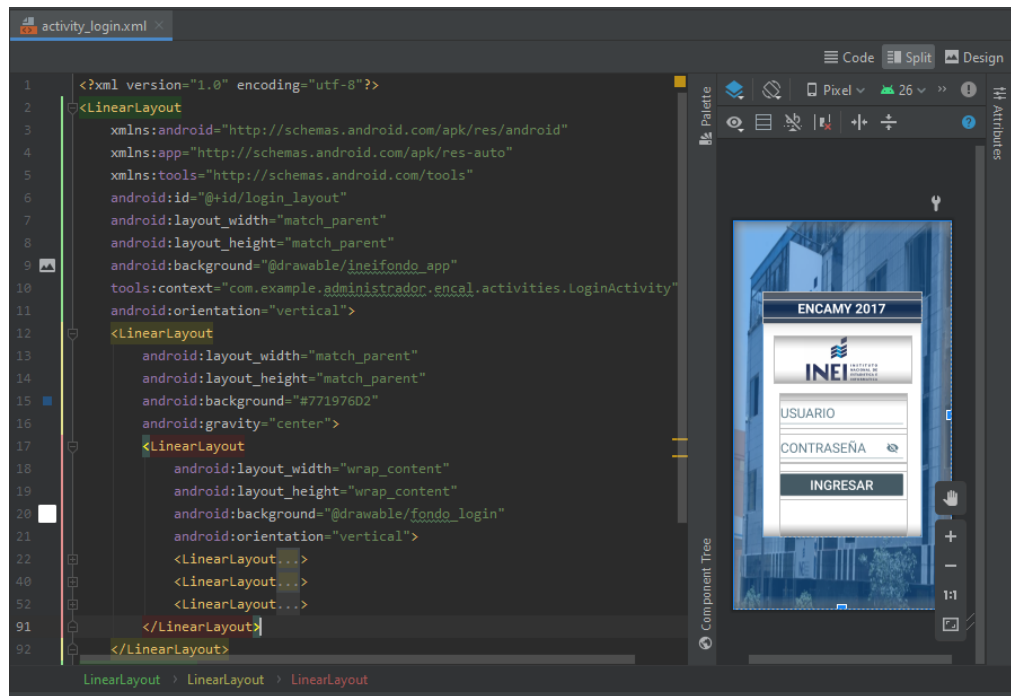 activity_login.xml
Code Split Design
1 <?xml version="1.0" encoding="utf-8"?>
2 <LinearLayout
3 xmlns:android="http://schemas.android.com/apk/res/android"
4 xmlns:app="http://schemas.android.com/apk/res-auto"
5 xmlns:tools="http://schemas.android.com/tools"
6 android:id="@+id/login_layout"
7 android:layout_width="match_parent"
8 android:layout_height="match_parent"
9 android:background="@drawable/ineifondo_app"
10 tools:context="com.example.administrador.encal.activities.LoginActivity"
11 android:orientation="vertical">
12 <LinearLayout
13 android:layout_width="match_parent"
14 android:layout_height="match_parent"
15 android:background="#771976D2"
16 android:gravity="center">
17 <LinearLayout
18 android:layout_width="wrap_content"
19 android:layout_height="wrap_content"
20 android:background="@drawable/fondo_login"
21 android:orientation="vertical">
22 <LinearLayout...>
40 <LinearLayout...>
52 <LinearLayout...>
91 </LinearLayout>
92 </LinearLayout>
LinearLayout > LinearLayout > LinearLayout
Palette
Component Tree
Pixel 26
Attributes
ENCAMY 2017
INEI
USUARIO
CONTRASEÑA
INGRESAR
1:1